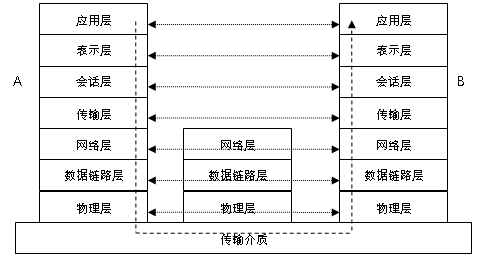 应用层
应用层
表示层
表示层
A
会话层
会话层
B
传输层
传输层
网络层
网络层
网络层
数据链路层
数据链路层
数据链路层
物理层
物理层
物理层
传输介质